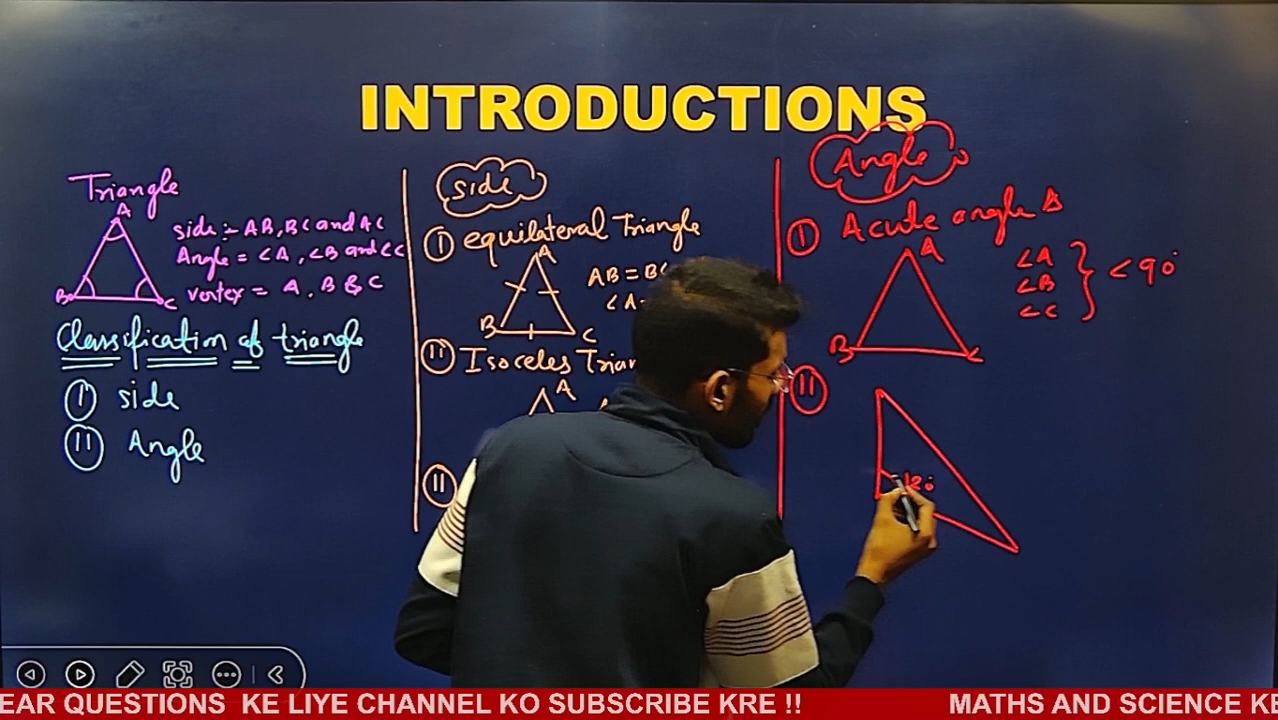 INTRODUCTIONS
Triangle
A
B
C
side :- AB, BC and AC
Angle = ∠A, ∠B and ∠C
vertex = A, B & C
Classification of triangle
(I) side
(II) Angle
side
(I) equilateral Triangle
A
B
C
AB = BC
∠A =
(II) Isoceles
A
(II)
Angle
(I) Acute angle Δ
A
B
C
∠A
∠B
∠C
< 90°
(II)
EAR QUESTIONS KE LIYE CHANNEL KO SUBSCRIBE KRE !! MATHS AND SCIENCE KE